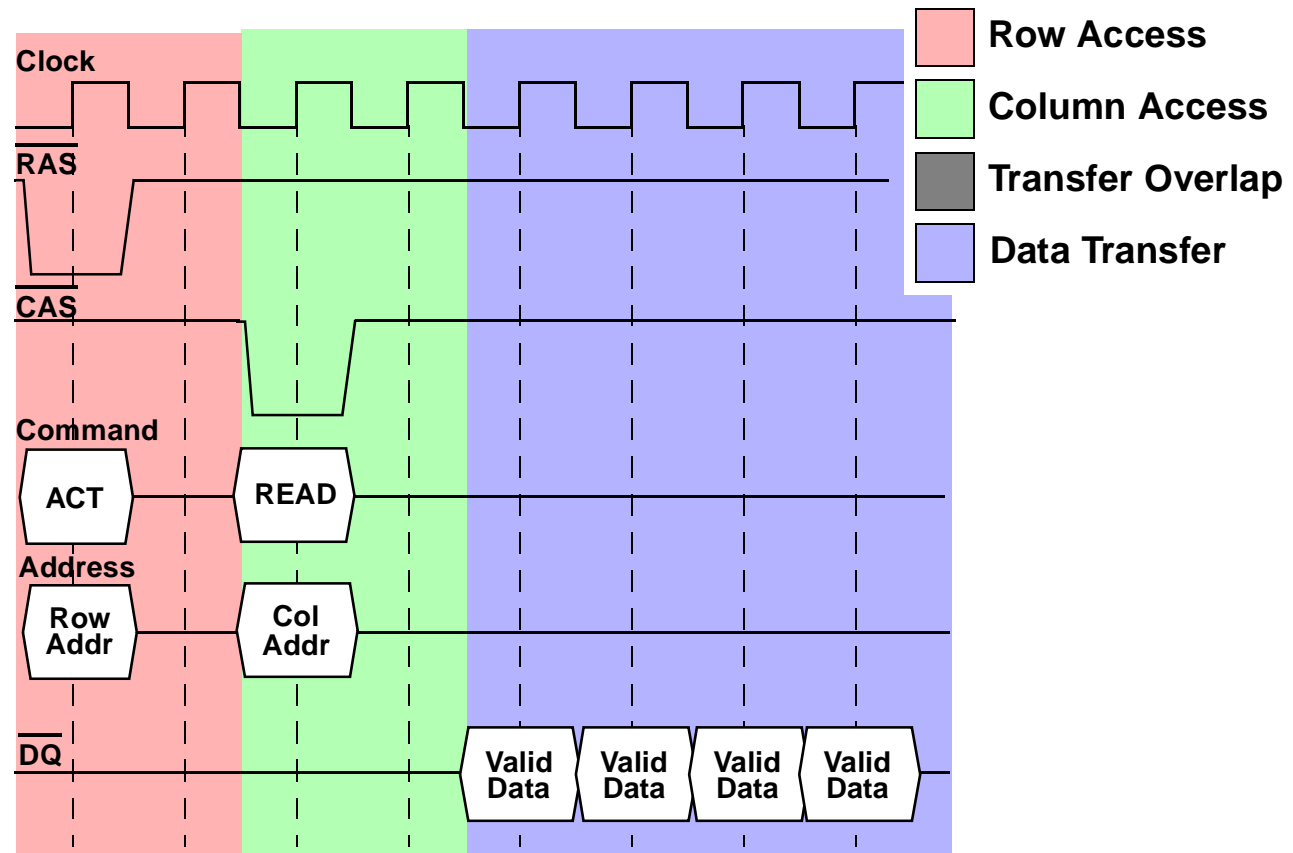 Row Access
Clock
Column Access
RAS
Transfer Overlap
Data Transfer
CAS
Command
ACT
READ
Address
Row
Addr
Col
Addr
DQ
Valid
Data
Valid
Data
Valid
Data
Valid
Data